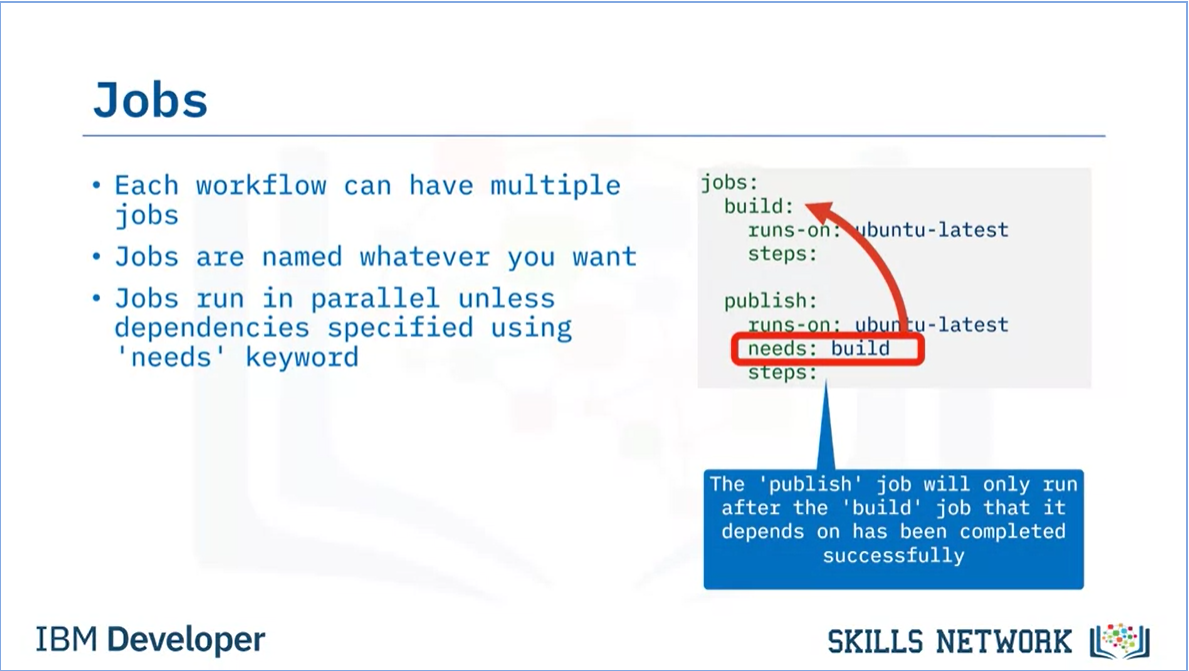 Jobs
• Each workflow can have multiple
jobs
• Jobs are named whatever you want
• Jobs run in parallel unless
dependencies specified using
'needs' keyword
jobs:
build:
runs-on: ubuntu-latest
steps:
publish:
runs-on: ubuntu-latest
needs: build
steps:
The 'publish' job will only run
after the 'build' job that it
depends on has been completed
successfully
IBM Developer
SKILLS NETWORK